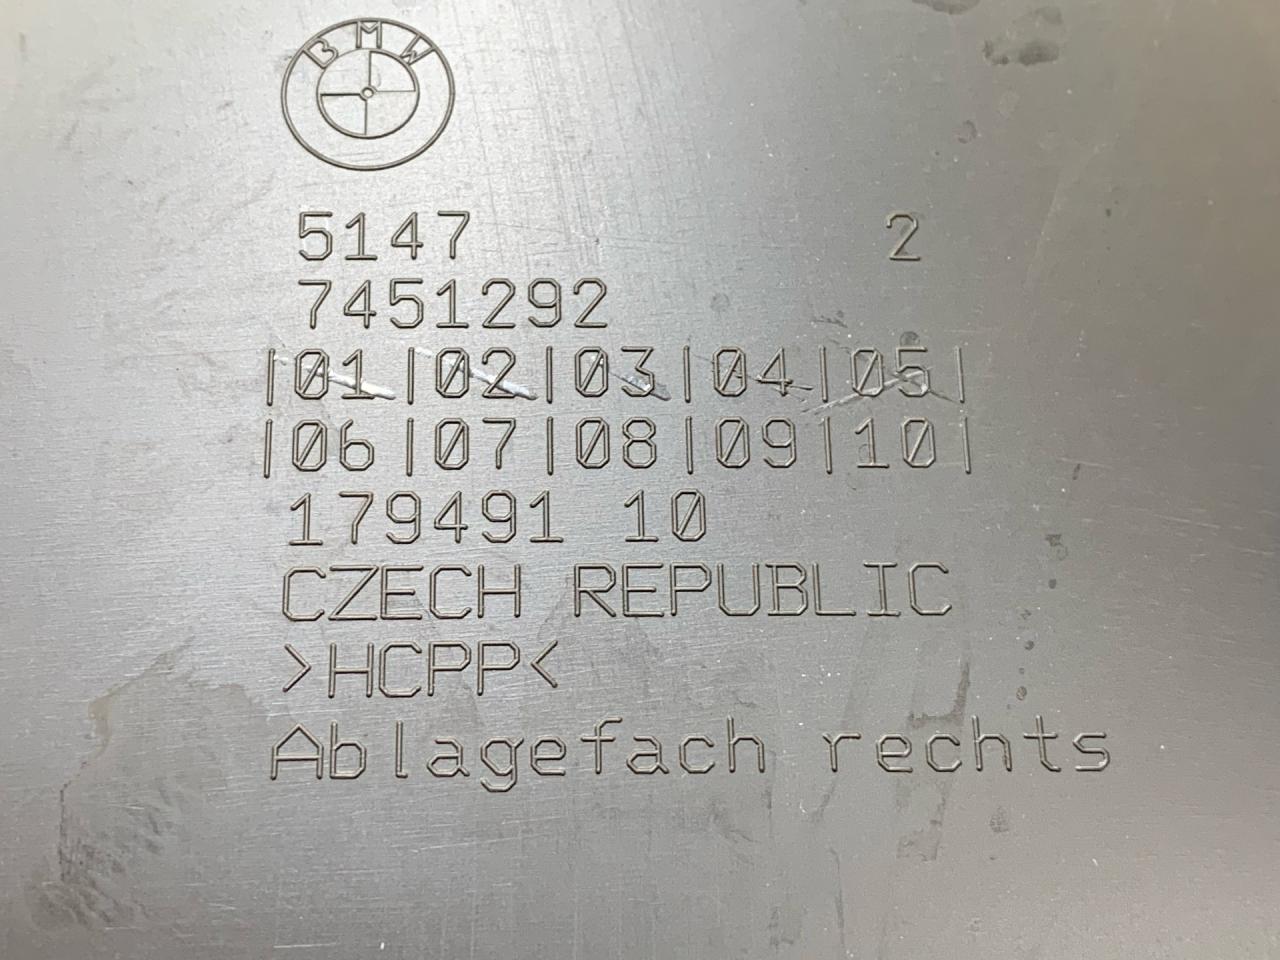 BMW
5147 2
7451292
|01|02|03|04|05|
|06|07|08|09|10|
179491 10
CZECH REPUBLIC
>HCPP<
Ablagefach rechts